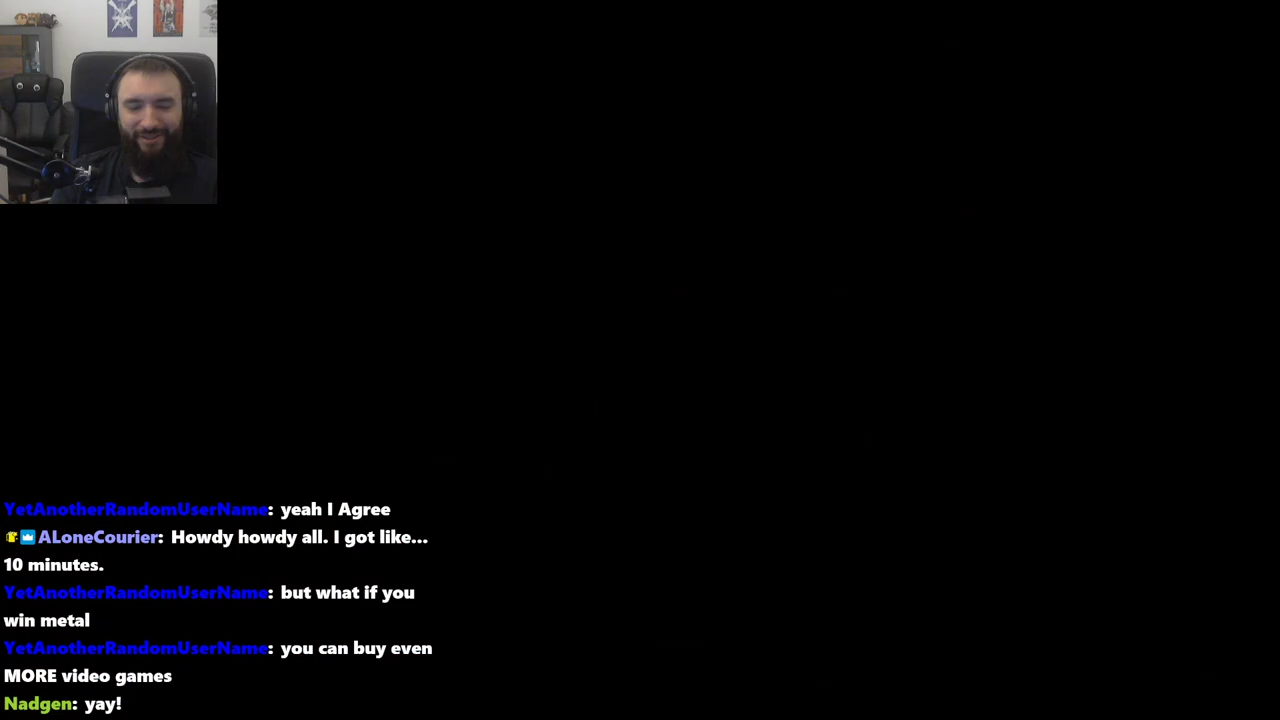 YetAnotherRandomUserName: yeah I Agree
ALoneCourier: Howdy howdy all. I got like...
10 minutes.
YetAnotherRandomUserName: but what if you
win metal
YetAnotherRandomUserName: you can buy even
MORE video games
Nadgen: yay!